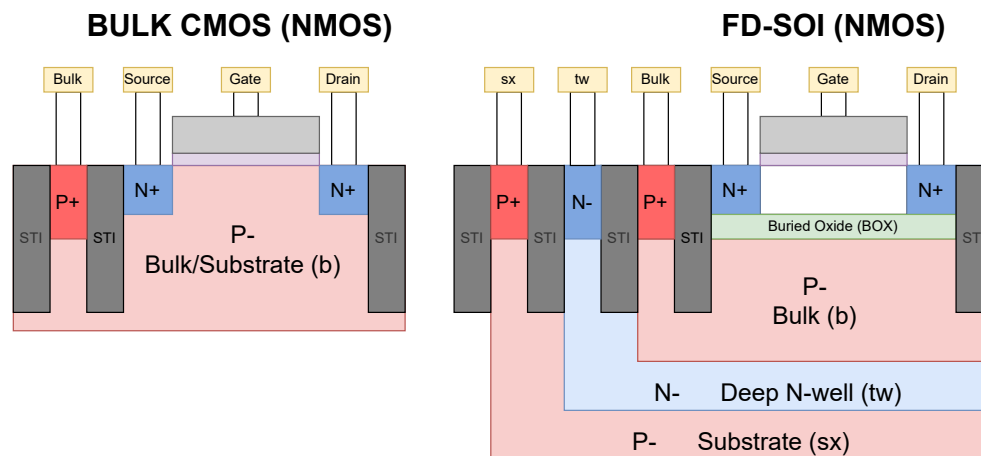 BULK CMOS (NMOS)
FD-SOI (NMOS)
Bulk
Source
Gate
Drain
sx
tw
Bulk
Source
Gate
Drain
P+
N+
N+
P+
N-
P+
N+
N+
STI
STI
STI
STI
STI
STI
STI
STI
P-
Bulk/Substrate (b)
Buried Oxide (BOX)
P-
Bulk (b)
N- Deep N-well (tw)
P- Substrate (sx)